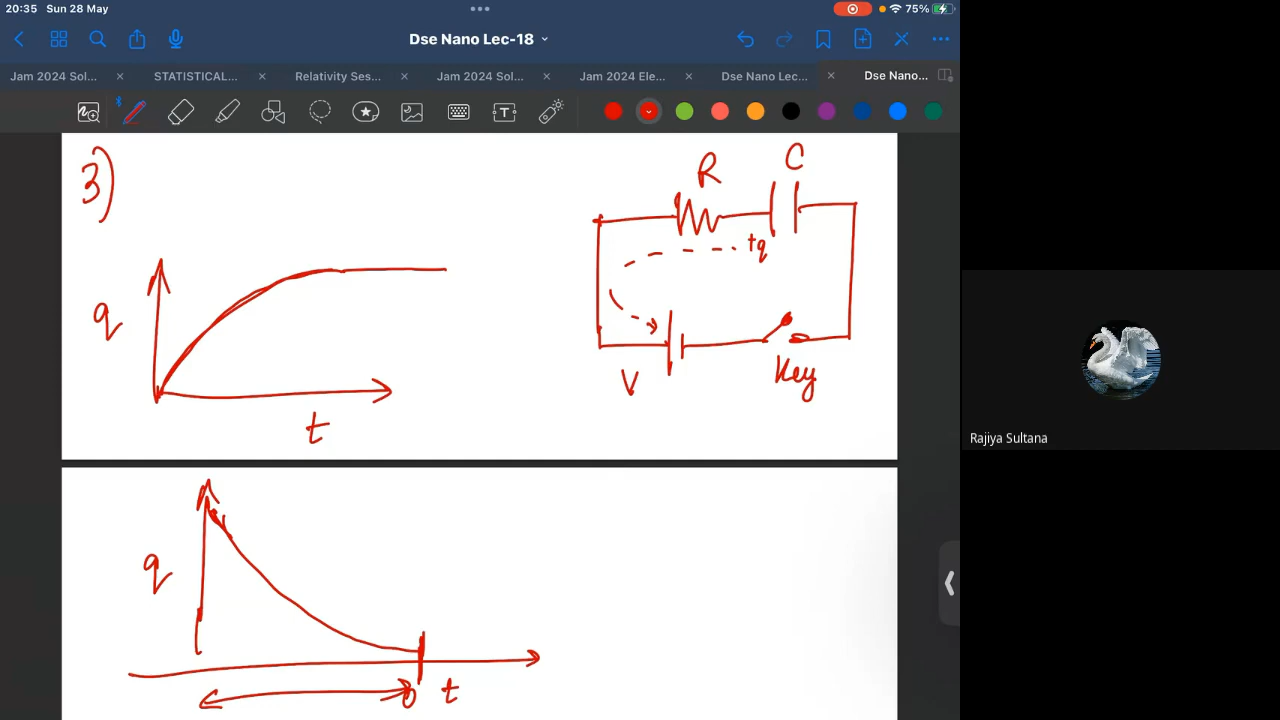 20:35 Sun 28 May
75%
Dse Nano Lec-18
Jam 2024 Sol...
STATISTICAL...
Relativity Ses...
Jam 2024 Sol...
Jam 2024 Ele...
Dse Nano Lec...
Dse Nano...
T
3)
R
C
+q
q
V
Key
t
q
t
Rajiya Sultana